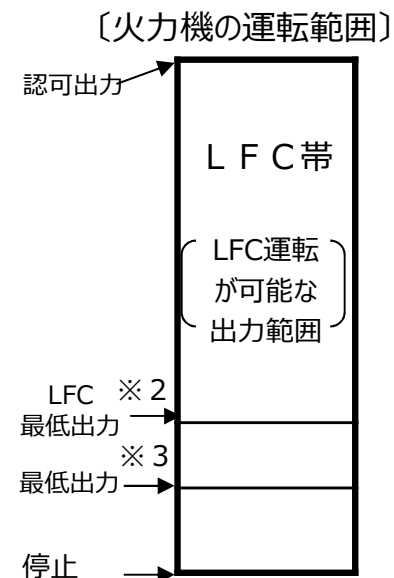 〔火力機の運転範囲〕
認可出力
ＬＦＣ帯
LFC運転
が可能な
出力範囲
LFC ※２
最低出力
※３
最低出力
停止